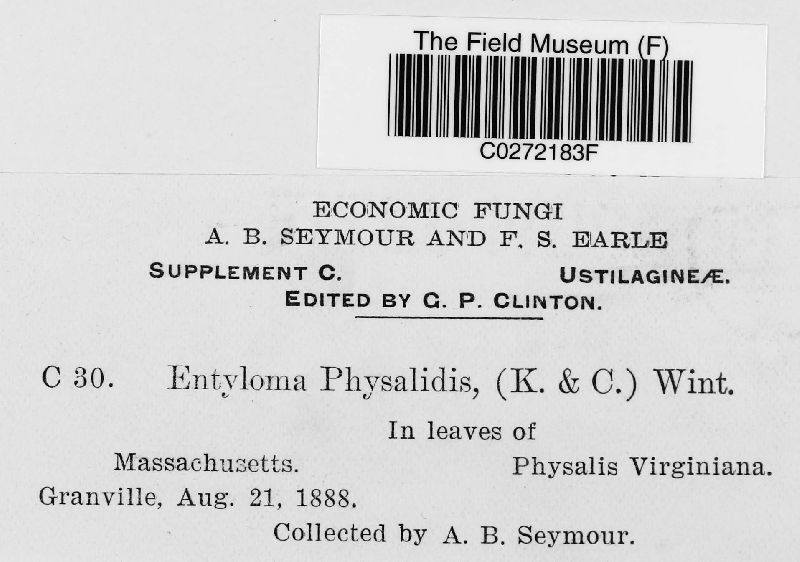 The Field Museum (F)
C0272183F
ECONOMIC FUNGI
A. B. SEYMOUR AND F. S. EARLE
SUPPLEMENT C. USTILAGINEÆ.
EDITED BY G. P. CLINTON.
C 30. Entyloma Physalidis, (K. & C.) Wint.
In leaves of
Massachusetts. Physalis Virginiana.
Granville, Aug. 21, 1888.
Collected by A. B. Seymour.